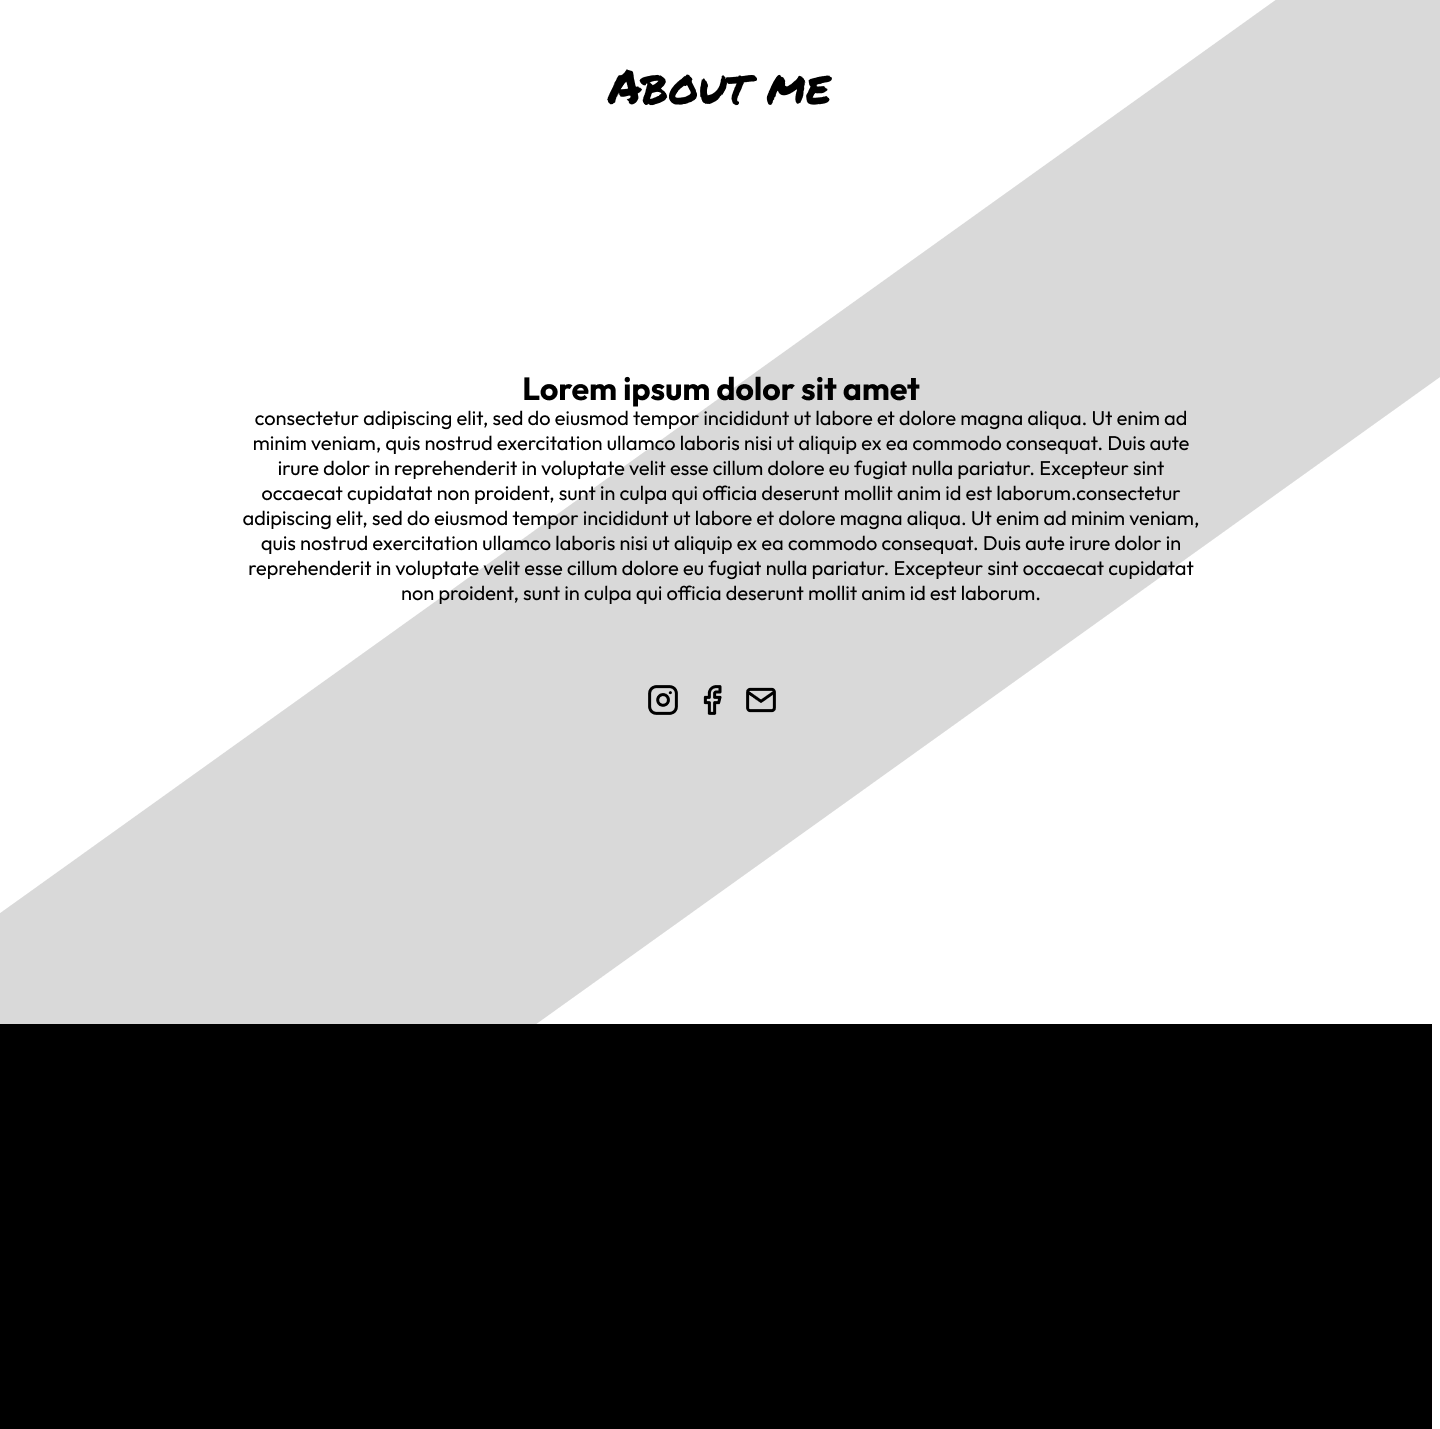 About me
Lorem ipsum dolor sit amet
consectetur adipiscing elit, sed do eiusmod tempor incididunt ut labore et dolore magna aliqua. Ut enim ad
minim veniam, quis nostrud exercitation ullamco laboris nisi ut aliquip ex ea commodo consequat. Duis aute
irure dolor in reprehenderit in voluptate velit esse cillum dolore eu fugiat nulla pariatur. Excepteur sint
occaecat cupidatat non proident, sunt in culpa qui officia deserunt mollit anim id est laborum.consectetur
adipiscing elit, sed do eiusmod tempor incididunt ut labore et dolore magna aliqua. Ut enim ad minim veniam,
quis nostrud exercitation ullamco laboris nisi ut aliquip ex ea commodo consequat. Duis aute irure dolor in
reprehenderit in voluptate velit esse cillum dolore eu fugiat nulla pariatur. Excepteur sint occaecat cupidatat
non proident, sunt in culpa qui officia deserunt mollit anim id est laborum.